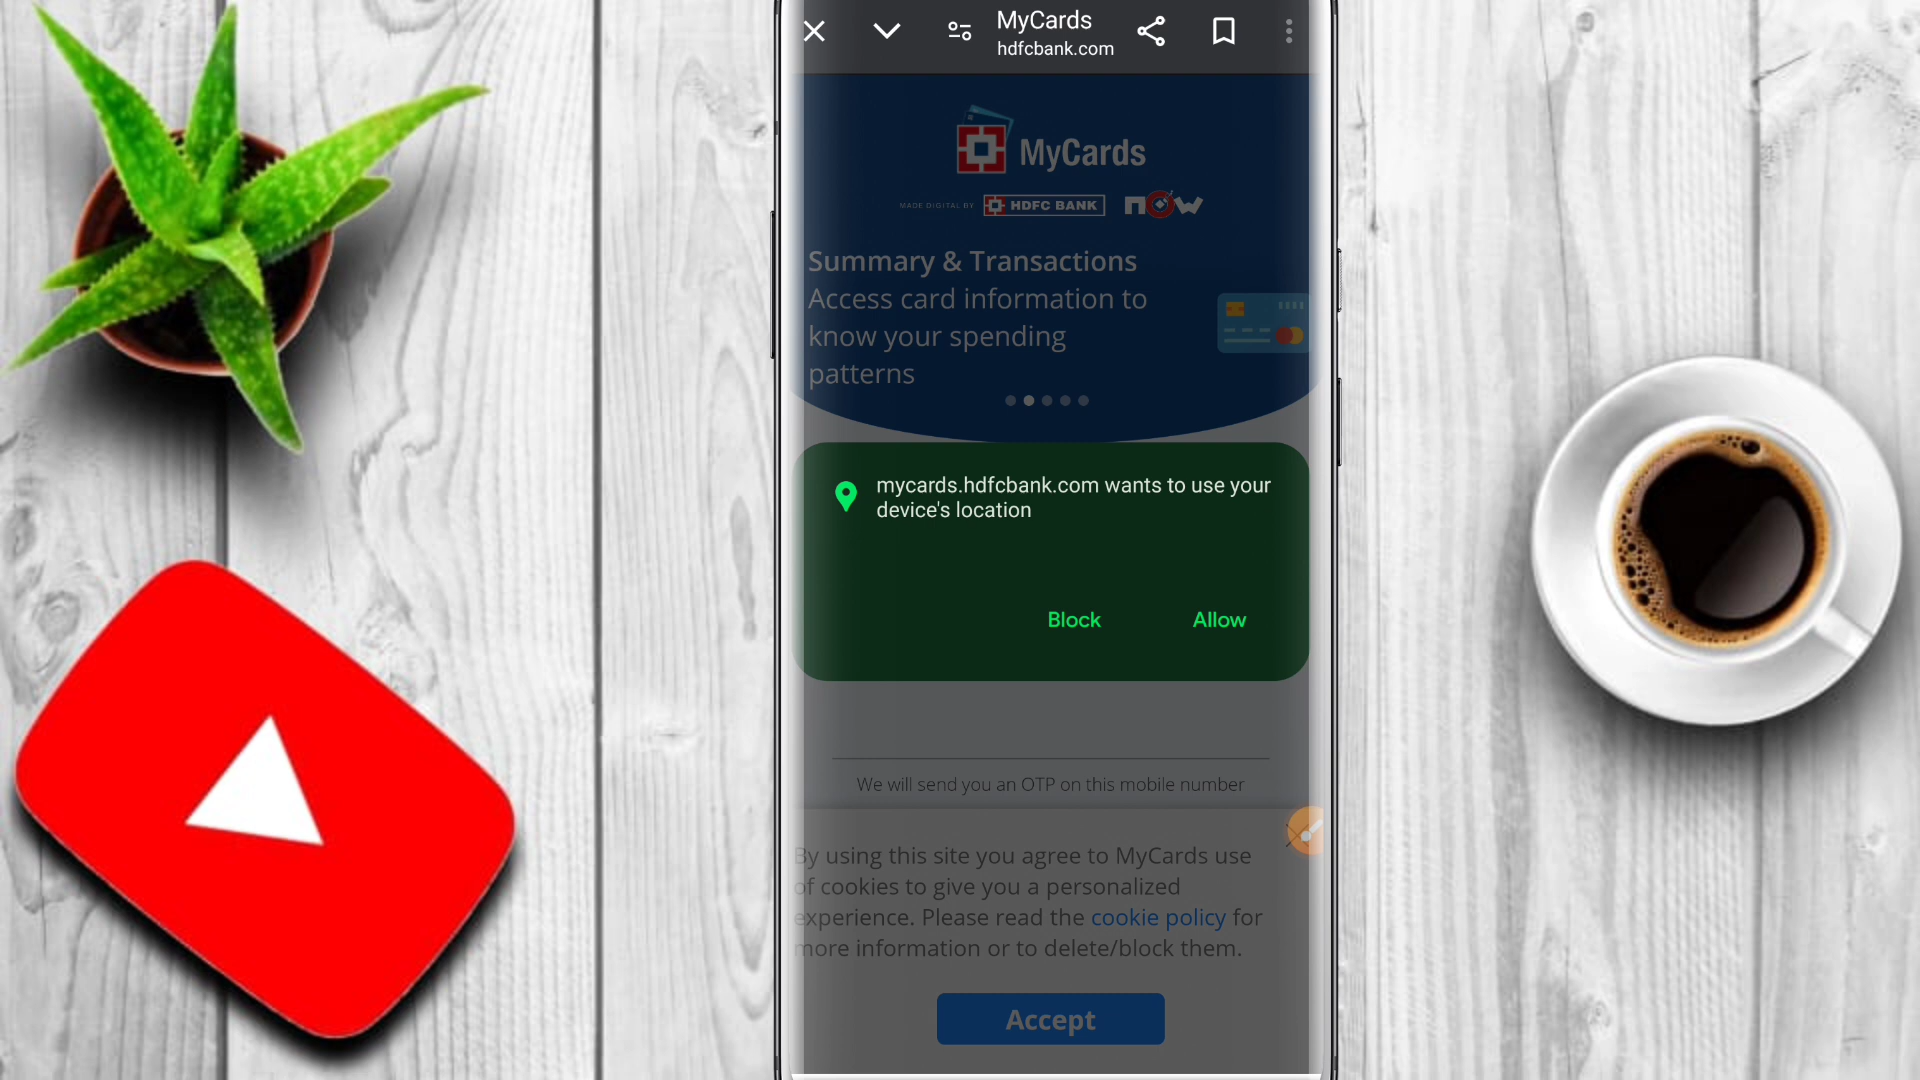 MyCards
hdfcbank.com
MyCards
MADE DIGITAL BY HDFC BANK now
Summary & Transactions
Access card information to
know your spending
patterns
mycards.hdfcbank.com wants to use your
device's location
Block Allow
We will send you an OTP on this mobile number
By using this site you agree to MyCards use
of cookies to give you a personalized
experience. Please read the cookie policy for
more information or to delete/block them.
Accept